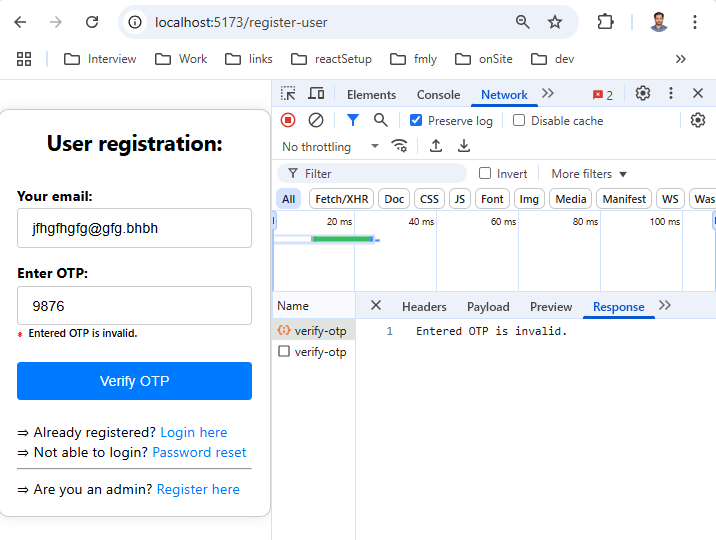 localhost:5173/register-user
Interview Work links reactSetup fmly onSite dev
Elements Console Network 2
Preserve log Disable cache
No throttling
Filter Invert More filters
All Fetch/XHR Doc CSS JS Font Img Media Manifest WS Was
20 ms 40 ms 60 ms 80 ms 100 ms
Name Headers Payload Preview Response
verify-otp
verify-otp
1 Entered OTP is invalid.
User registration:
Your email:
jfhgfhgfg@gfg.bhbh
Enter OTP:
9876
* Entered OTP is invalid.
Verify OTP
⇒ Already registered? Login here
⇒ Not able to login? Password reset
⇒ Are you an admin? Register here